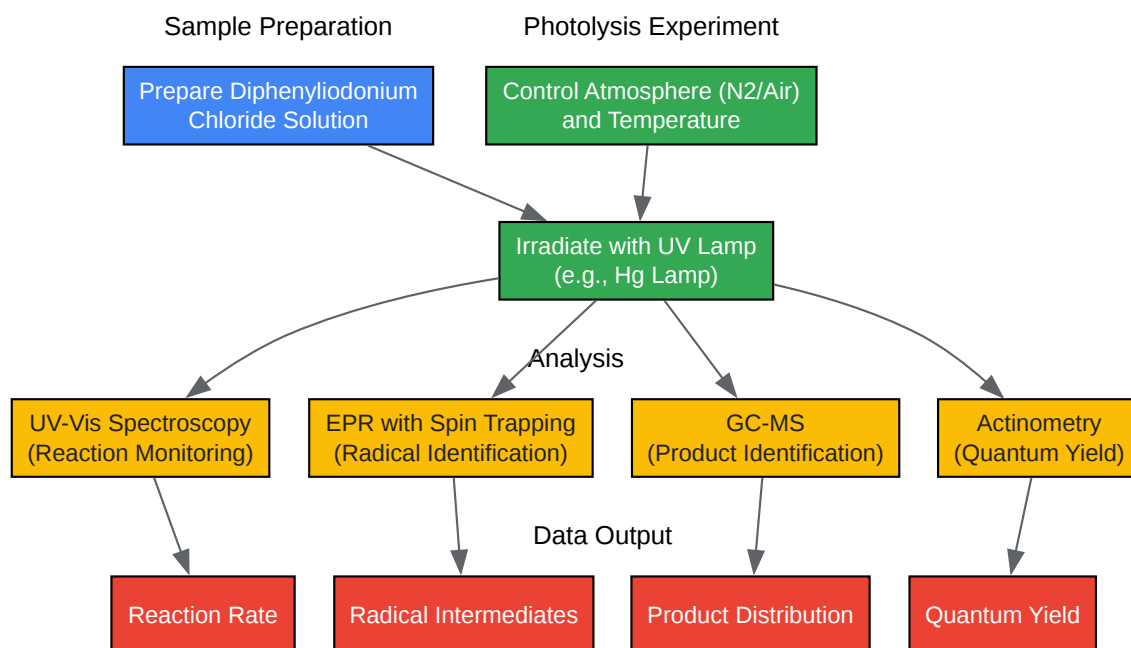 Sample Preparation
Photolysis Experiment
Prepare Diphenyliodonium
Chloride Solution
Control Atmosphere (N2/Air)
and Temperature
Irradiate with UV Lamp
(e.g., Hg Lamp)
Analysis
UV-Vis Spectroscopy
(Reaction Monitoring)
EPR with Spin Trapping
(Radical Identification)
GC-MS
(Product Identification)
Actinometry
(Quantum Yield)
Data Output
Reaction Rate
Radical Intermediates
Product Distribution
Quantum Yield